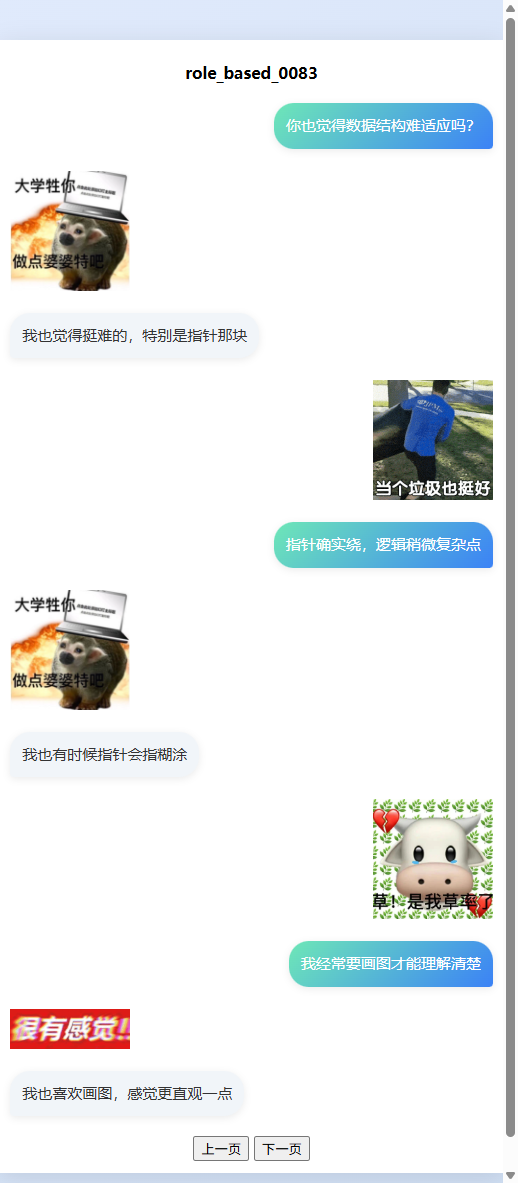 role_based_0083
你也觉得数据结构难适应吗？
大学牲你
做点婆婆特吧
我也觉得挺难的，特别是指针那块
当个垃圾也挺好
指针确实绕，逻辑稍微复杂点
大学牲你
做点婆婆特吧
我也有时候指针会指糊涂
草！是我草率了
我经常要画图才能理解清楚
很有感觉!!
我也喜欢画图，感觉更直观一点
上一页 下一页